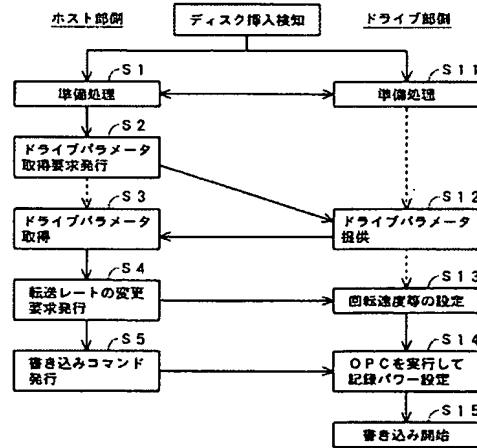 ホスト部側
ディスク挿入検知
ドライブ部側
S1
準備処理
S11
準備処理
S2
ドライブパラメータ
取得要求発行
S3
ドライブパラメータ
取得
S12
ドライブパラメータ
提供
S4
転送レートの変更
要求発行
S13
回転速度等の設定
S5
書き込みコマンド
発行
S14
OPCを実行して
記録パワー設定
S15
書き込み開始